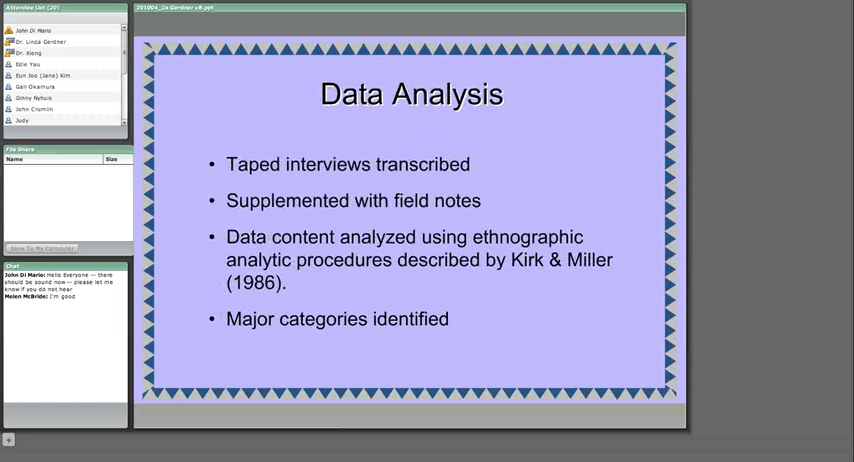 Attendee List (20)
John Di Mario
Dr. Linda Gerdner
Dr. Xiong
Edie Yau
Eun Joo (Jane) Kim
Gail Okamura
Ginny Nyhuis
John Crumlin
Judy
File Share
Name Size
Save To My Computer
Chat
John Di Mario: Hello Everyone -- there
should be sound now -- please let me
know if you do not hear
Melen McBride: I'm good
201004_2a Gerdner v8.ppt
Data Analysis
• Taped interviews transcribed
• Supplemented with field notes
• Data content analyzed using ethnographic
analytic procedures described by Kirk & Miller
(1986).
• Major categories identified